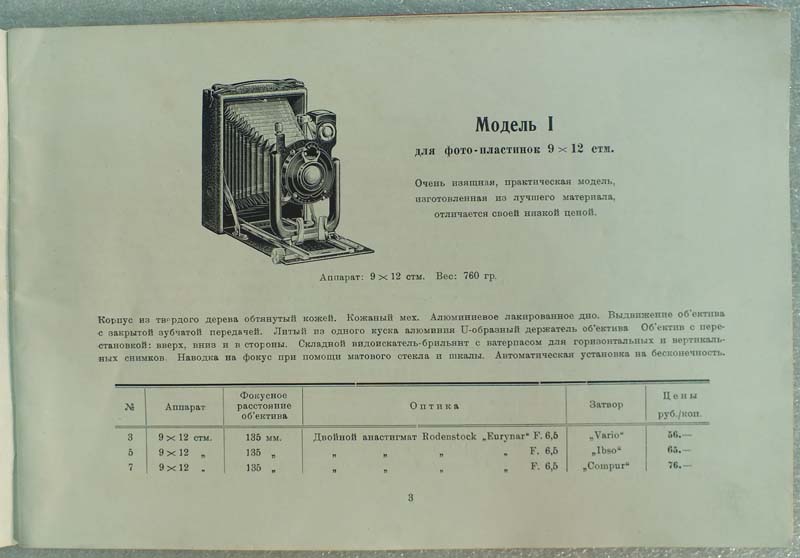 Модель I
для фото-пластинок 9 × 12 стм.
Очень изящная, практическая модель,
изготовленная из лучшего материала,
отличается своей низкой ценой.
Аппарат: 9 × 12 стм. Вес: 760 гр.
Корпус из твердого дерева обтянутый кожей. Кожаный мех. Алюминиевое лакированное дно. Выдвижение об'ектива
с закрытой зубчатой передачей. Литый из одного куска алюминия U-образный держатель об'ектива Об'ектив с пере-
становкой: вверх, вниз и в стороны. Складной видоискатель-брильянт с ватерпасом для горизонтальных и вертикаль-
ных снимков. Наводка на фокус при помощи матового стекла и шкалы. Автоматическая установка на бесконечность.
№ Аппарат Фокусное расстояние об'ектива Оптика Затвор Цены руб./коп.
3 9 × 12 стм. 135 мм. Двойной анастигмат Rodenstock „Eurynar“ F. 6,5 „Vario“ 56.—
5 9 × 12 „ 135 „ „ „ „ „ F. 6,5 „Ibso“ 65.—
7 9 × 12 „ 135 „ „ „ „ „ F. 6,5 „Compur“ 76.—
3